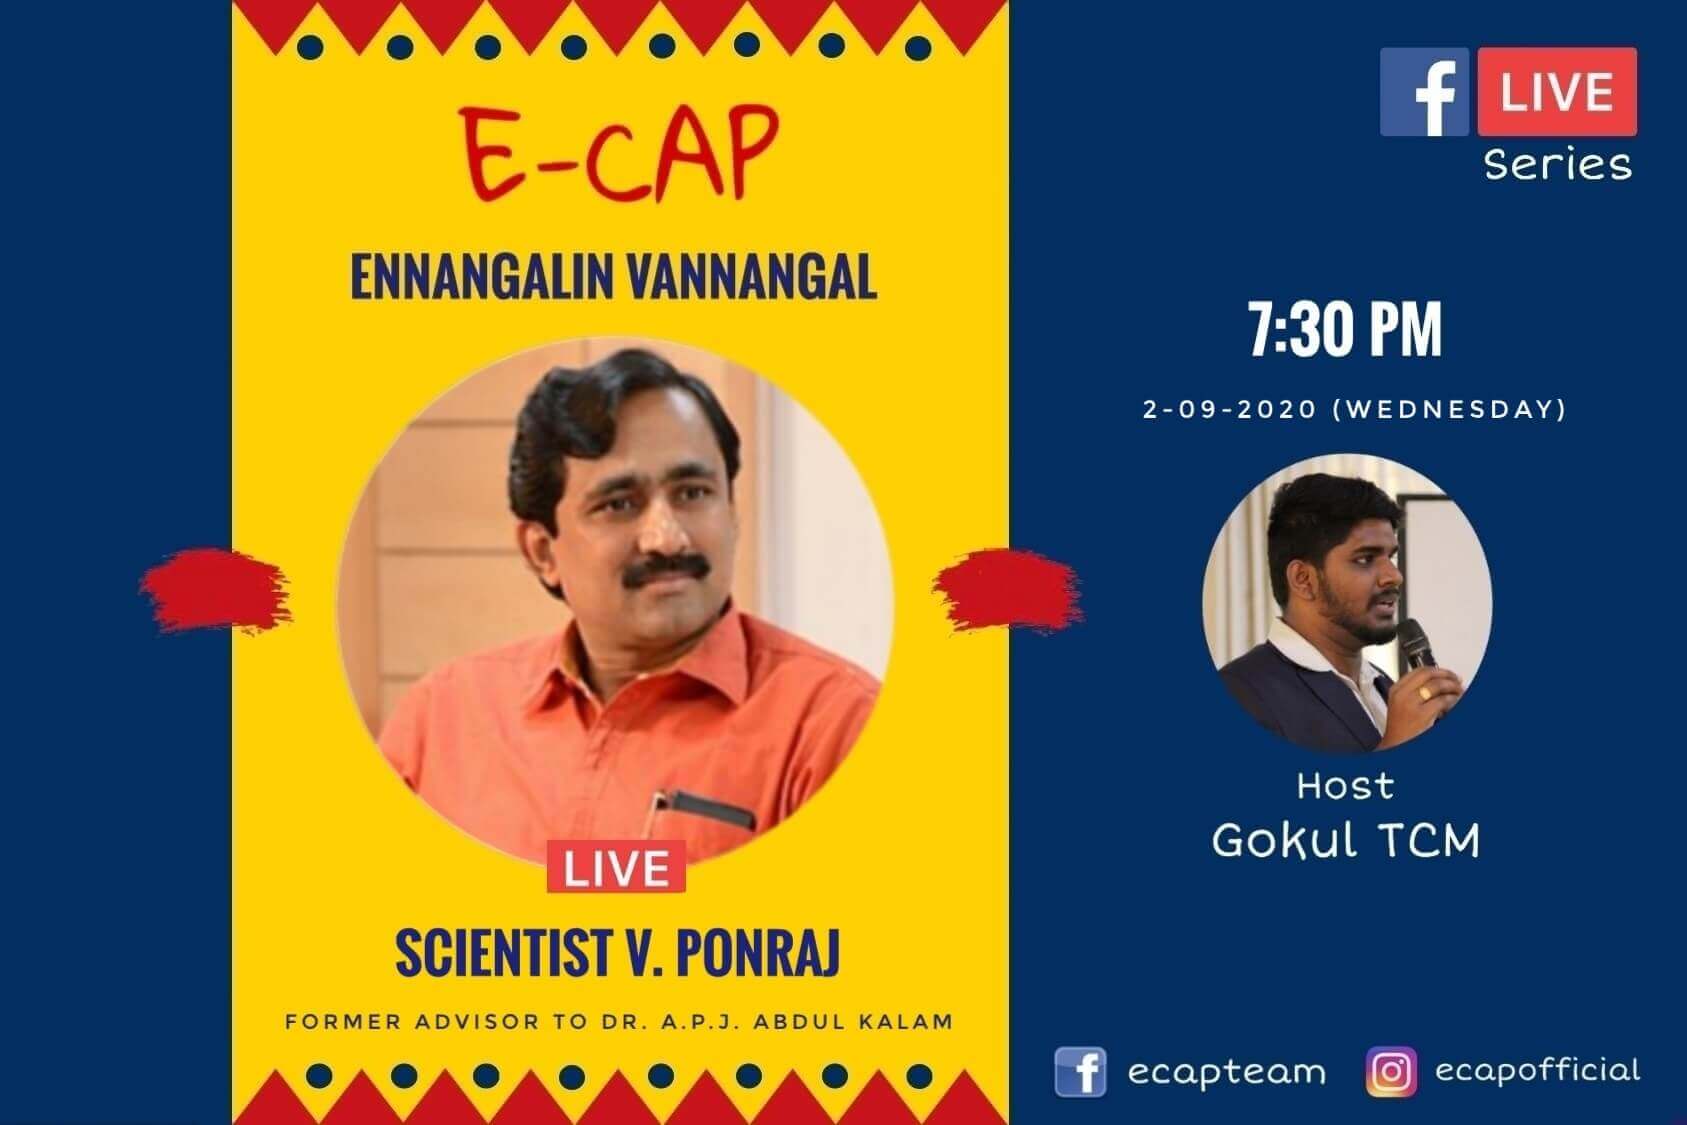 E-CAP
ENNANGALIN VANNANGAL
LIVE
SCIENTIST V. PONRAJ
FORMER ADVISOR TO DR. A.P.J. ABDUL KALAM
f LIVE
Series
7:30 PM
2-09-2020 (WEDNESDAY)
Host
Gokul TCM
f ecapteam
ecapofficial